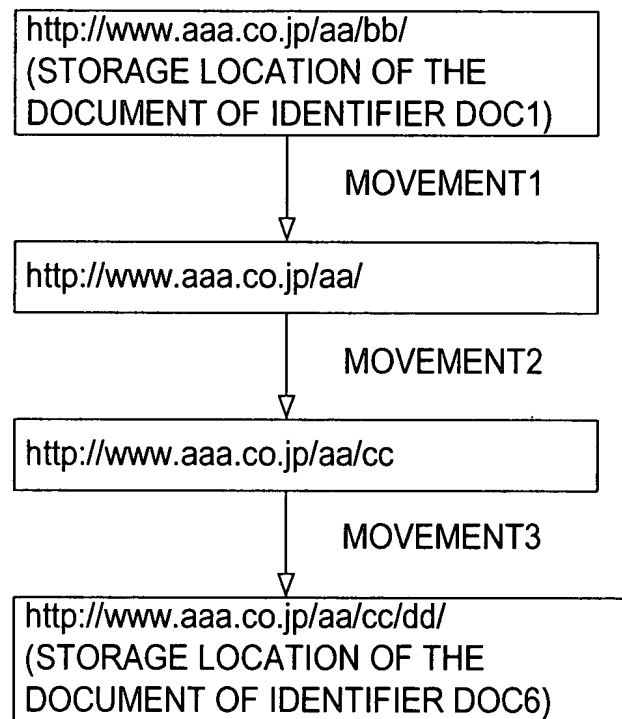 http://www.aaa.co.jp/aa/bb/
(STORAGE LOCATION OF THE
DOCUMENT OF IDENTIFIER DOC1)
MOVEMENT1
http://www.aaa.co.jp/aa/
MOVEMENT2
http://www.aaa.co.jp/aa/cc
MOVEMENT3
http://www.aaa.co.jp/aa/cc/dd/
(STORAGE LOCATION OF THE
DOCUMENT OF IDENTIFIER DOC6)